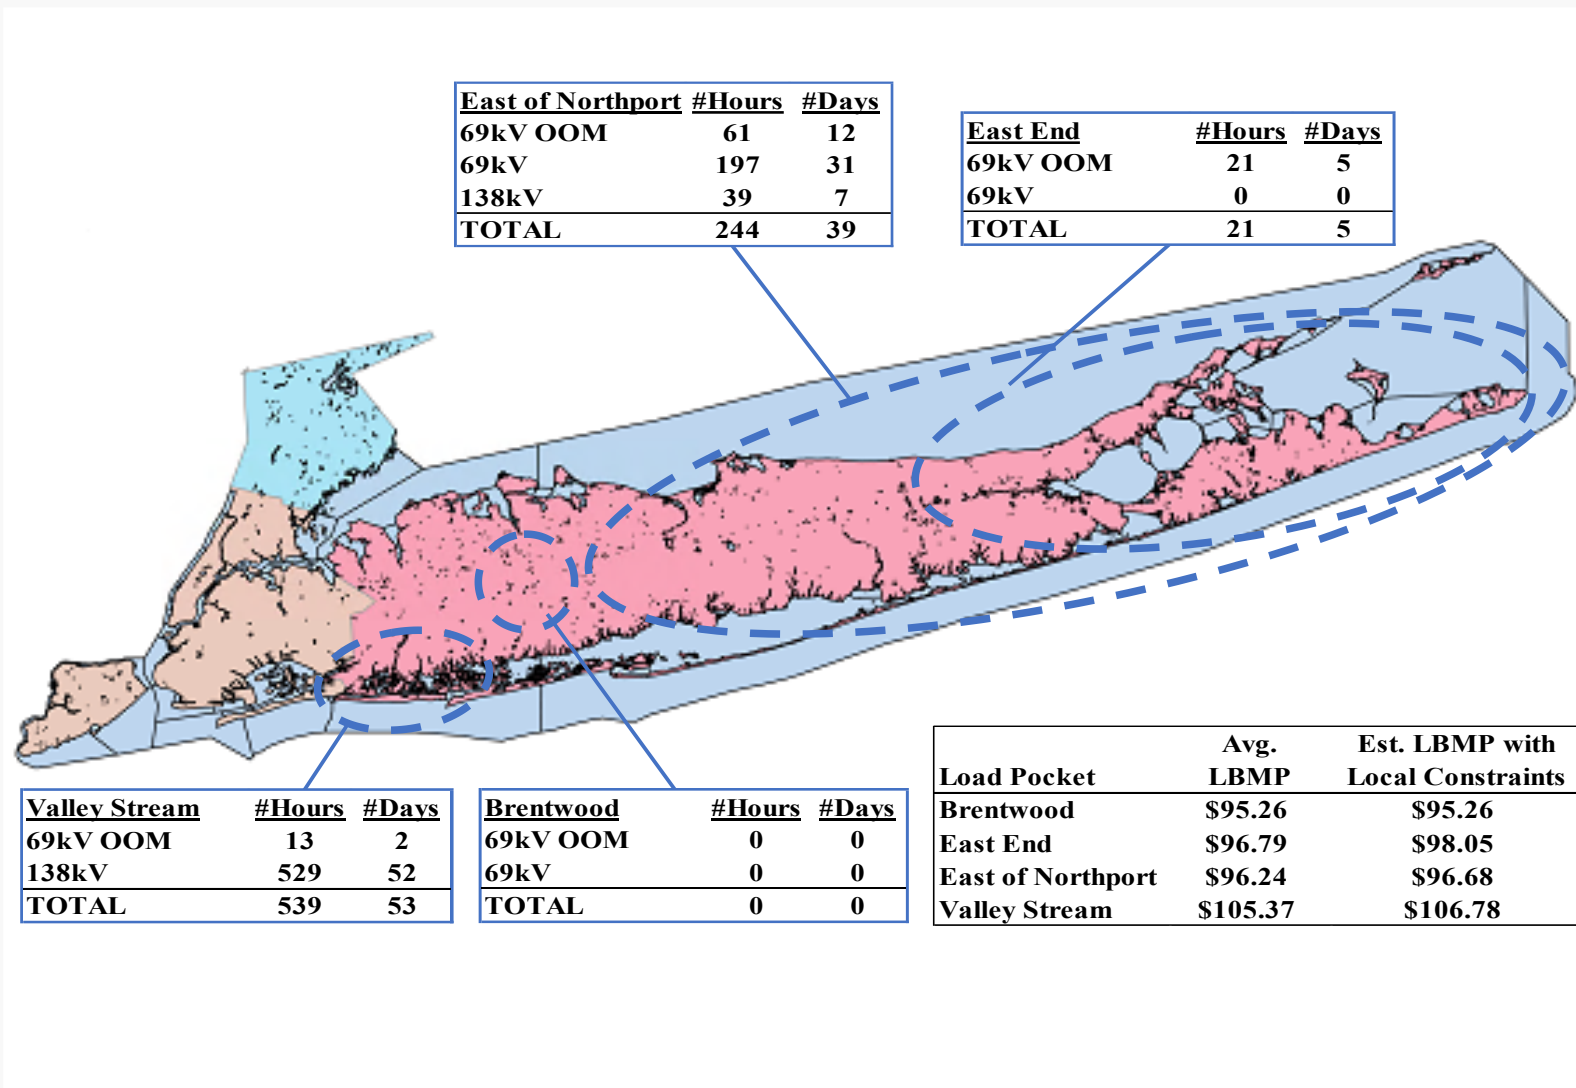 East of Northport #Hours #Days
69kV OOM 61 12
69kV 197 31
138kV 39 7
TOTAL 244 39
East End #Hours #Days
69kV OOM 21 5
69kV 0 0
TOTAL 21 5
Valley Stream #Hours #Days
69kV OOM 13 2
138kV 529 52
TOTAL 539 53
Brentwood #Hours #Days
69kV OOM 0 0
69kV 0 0
TOTAL 0 0
Avg. Est. LBMP with
Load Pocket LBMP Local Constraints
Brentwood $95.26 $95.26
East End $96.79 $98.05
East of Northport $96.24 $96.68
Valley Stream $105.37 $106.78